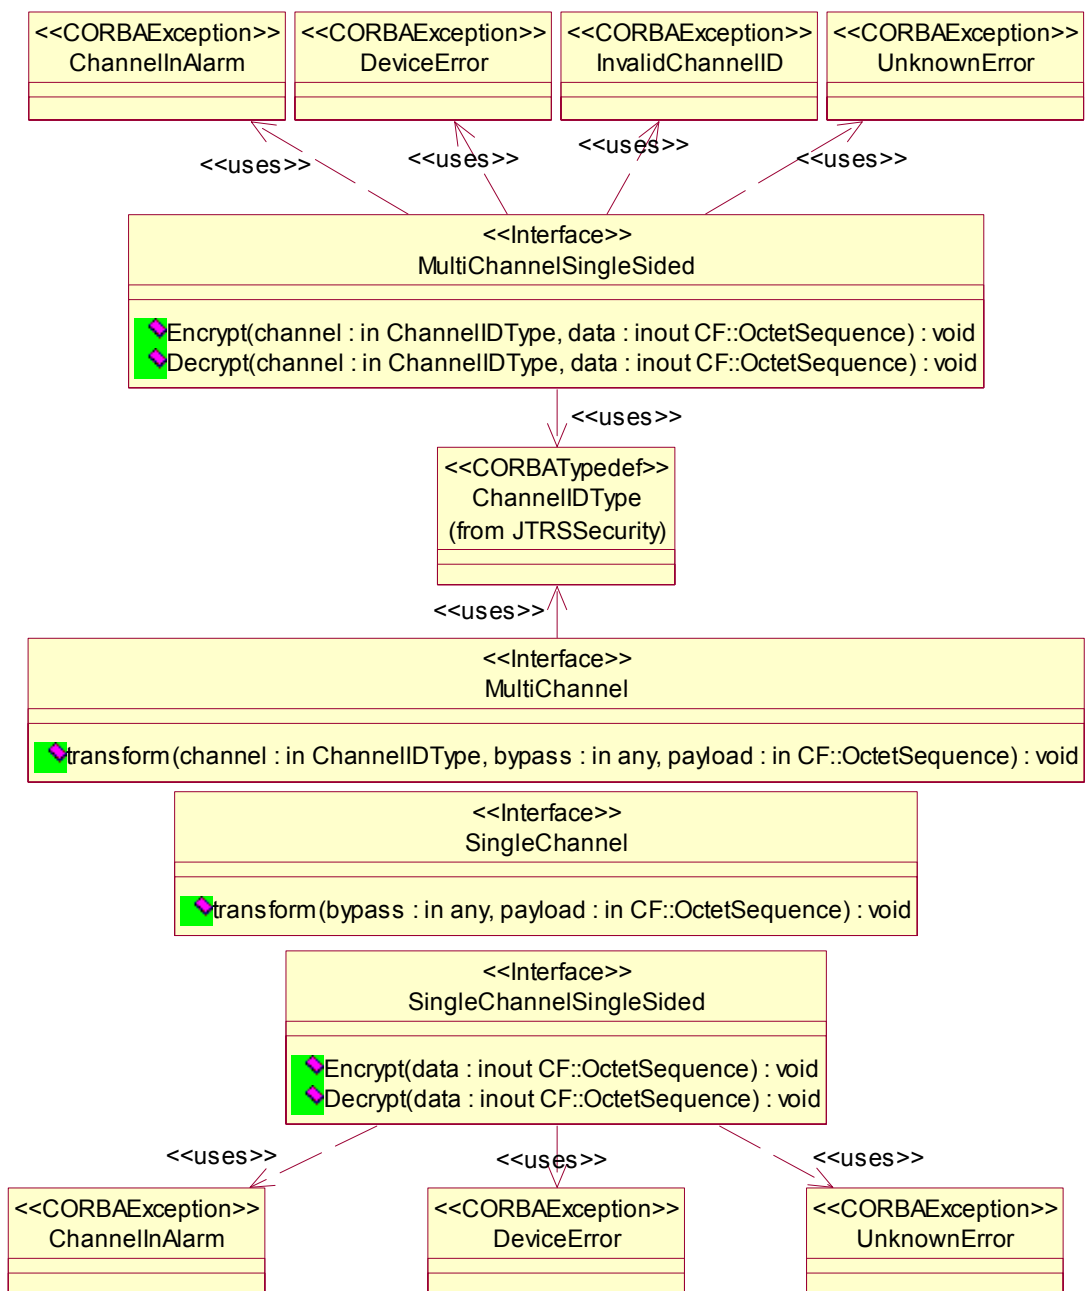 <<CORBAException>>
ChannelInAlarm
<<CORBAException>>
DeviceError
<<CORBAException>>
InvalidChannelID
<<CORBAException>>
UnknownError
<<uses>>
<<uses>>
<<uses>>
<<uses>>
<<Interface>>
MultiChannelSingleSided
Encrypt(channel : in ChannelIDType, data : inout CF::OctetSequence) : void
Decrypt(channel : in ChannelIDType, data : inout CF::OctetSequence) : void
<<uses>>
<<CORBATypedef>>
ChannelIDType
(from JTRSSecurity)
<<uses>>
<<Interface>>
MultiChannel
transform(channel : in ChannelIDType, bypass : in any, payload : in CF::OctetSequence) : void
<<Interface>>
SingleChannel
transform(bypass : in any, payload : in CF::OctetSequence) : void
<<Interface>>
SingleChannelSingleSided
Encrypt(data : inout CF::OctetSequence) : void
Decrypt(data : inout CF::OctetSequence) : void
<<uses>>
<<uses>>
<<uses>>
<<CORBAException>>
ChannelInAlarm
<<CORBAException>>
DeviceError
<<CORBAException>>
UnknownError